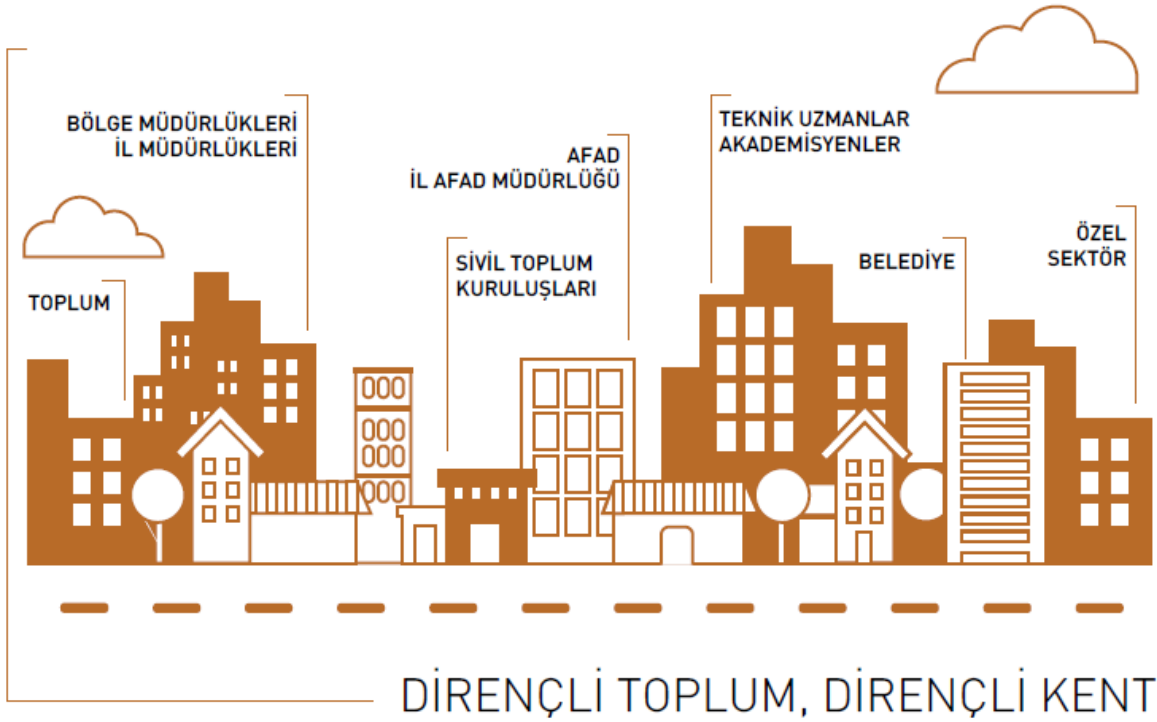 BÖLGE MÜDÜRLÜKLERİ
İL MÜDÜRLÜKLERİ
TEKNİK UZMANLAR
AKADEMİSYENLER
AFAD
İL AFAD MÜDÜRLÜĞÜ
ÖZEL
SEKTÖR
SİVİL TOPLUM
KURULUŞLARI
BELEDİYE
TOPLUM
DİRENÇLİ TOPLUM, DİRENÇLİ KENT